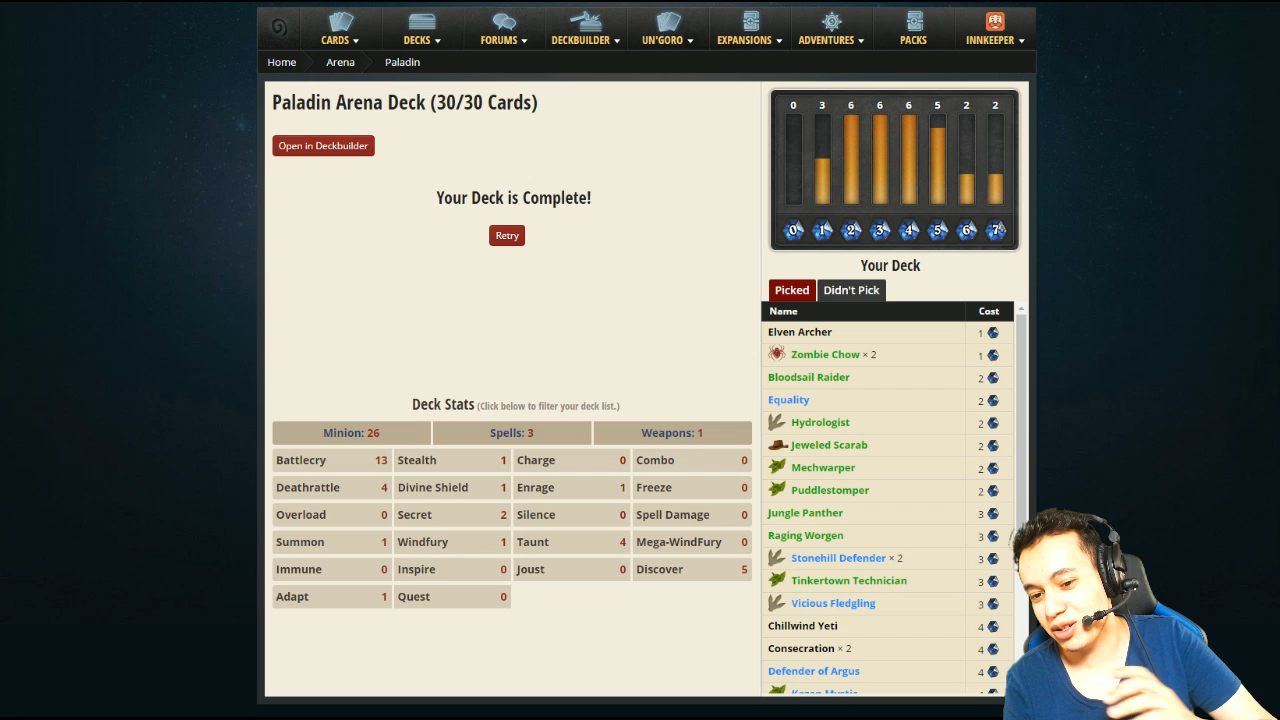 CARDS DECKS FORUMS DECKBUILDER UN'GORO EXPANSIONS ADVENTURES PACKS INNKEEPER
Home Arena Paladin
Paladin Arena Deck (30/30 Cards)
Open in Deckbuilder
Your Deck is Complete!
Retry
Deck Stats (Click below to filter your deck list.)
Minion: 26 Spells: 3 Weapons: 1
Battlecry 13 Stealth 1 Charge 0 Combo 0
Deathrattle 4 Divine Shield 1 Enrage 1 Freeze 0
Overload 0 Secret 2 Silence 0 Spell Damage 0
Summon 1 Windfury 1 Taunt 4 Mega-WindFury 0
Immune 0 Inspire 0 Joust 0 Discover 5
Adapt 1 Quest 0
0 3 6 6 6 5 2 2
0 1 2 3 4 5 6 7
Your Deck
Picked Didn't Pick
Name Cost
Elven Archer 1
Zombie Chow × 2 1
Bloodsail Raider 2
Equality 2
Hydrologist 2
Jeweled Scarab 2
Mechwarper 2
Puddlestomper 2
Jungle Panther 3
Raging Worgen 3
Stonehill Defender × 2 3
Tinkertown Technician 3
Vicious Fledgling 3
Chillwind Yeti 4
Consecration × 2 4
Defender of Argus 4